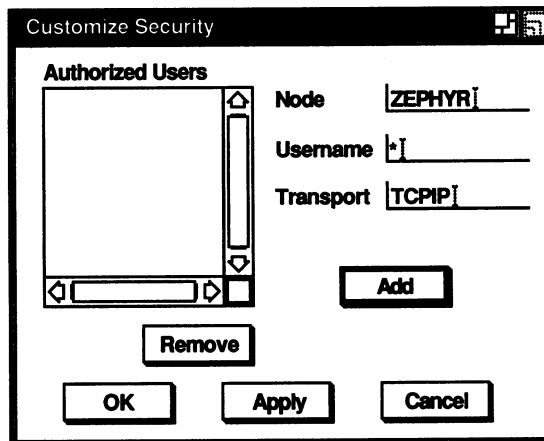 Customize Security
Authorized Users
Node ZEPHYR
Username *
Transport TCPIP
Add
Remove
OK Apply Cancel